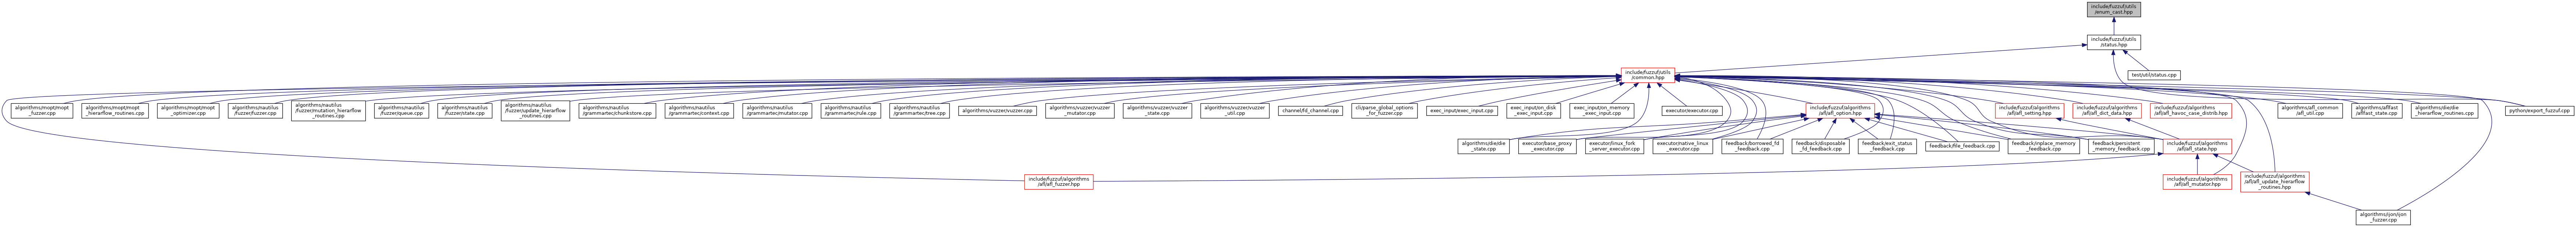 include/fuzzuf/utils
/enum_cast.hpp
include/fuzzuf/utils
/status.hpp
include/fuzzuf/utils
/common.hpp
test/util/status.cpp
algorithms/mopt/mopt
_fuzzer.cpp
algorithms/mopt/mopt
_hierarflow_routines.cpp
algorithms/mopt/mopt
_optimizer.cpp
algorithms/nautilus
/fuzzer/fuzzer.cpp
algorithms/nautilus
/fuzzer/mutation_hierarflow
_routines.cpp
algorithms/nautilus
/fuzzer/queue.cpp
algorithms/nautilus
/fuzzer/state.cpp
algorithms/nautilus
/fuzzer/update_hierarflow
_routines.cpp
algorithms/nautilus
/grammartec/chunkstore.cpp
algorithms/nautilus
/grammartec/context.cpp
algorithms/nautilus
/grammartec/mutator.cpp
algorithms/nautilus
/grammartec/rule.cpp
algorithms/nautilus
/grammartec/tree.cpp
algorithms/vuzzer/vuzzer.cpp
algorithms/vuzzer/vuzzer
_mutator.cpp
algorithms/vuzzer/vuzzer
_state.cpp
algorithms/vuzzer/vuzzer
_util.cpp
channel/fd_channel.cpp
cli/parse_global_options
_for_fuzzer.cpp
exec_input/exec_input.cpp
exec_input/on_disk
_exec_input.cpp
exec_input/on_memory
_exec_input.cpp
executor/executor.cpp
include/fuzzuf/algorithms
/afl/afl_option.hpp
include/fuzzuf/algorithms
/afl/afl_setting.hpp
include/fuzzuf/algorithms
/afl/afl_dict_data.hpp
include/fuzzuf/algorithms
/afl/afl_havoc_case_distrib.hpp
algorithms/afl_common
/afl_util.cpp
algorithms/aflfast
/aflfast_state.cpp
algorithms/die/die
_hierarflow_routines.cpp
python/export_fuzzuf.cpp
algorithms/die/die
_state.cpp
executor/base_proxy
_executor.cpp
executor/linux_fork
_server_executor.cpp
executor/native_linux
_executor.cpp
feedback/borrowed_fd
_feedback.cpp
feedback/disposable
_fd_feedback.cpp
feedback/exit_status
_feedback.cpp
feedback/file_feedback.cpp
feedback/inplace_memory
_feedback.cpp
feedback/persistent
_memory_feedback.cpp
include/fuzzuf/algorithms
/afl/afl_state.hpp
include/fuzzuf/algorithms
/afl/afl_fuzzer.hpp
include/fuzzuf/algorithms
/afl/afl_mutator.hpp
include/fuzzuf/algorithms
/afl/afl_update_hierarflow
_routines.hpp
algorithms/ijon/ijon
_fuzzer.cpp